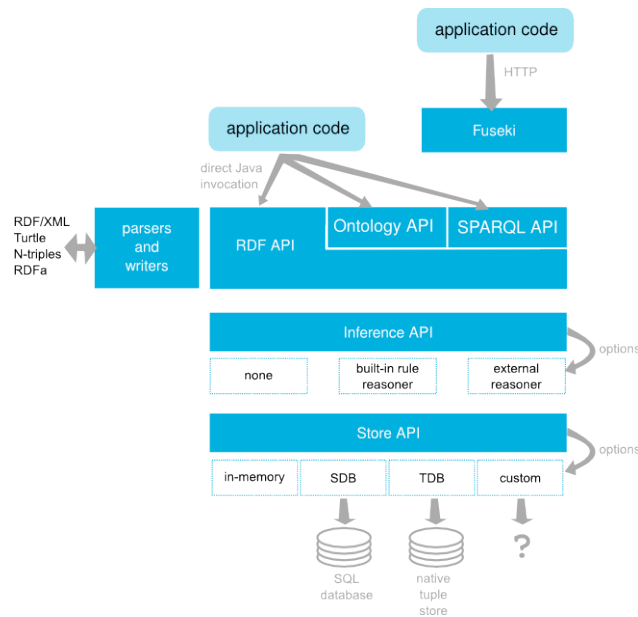 application code
HTTP
Fuseki
application code
direct Java
invocation
RDF/XML
Turtle
N-triples
RDFa
parsers
and
writers
RDF API
Ontology API
SPARQL API
Inference API
options
none
built-in rule
reasoner
external
reasoner
Store API
options
in-memory
SDB
TDB
custom
?
SQL
database
native
tuple
store